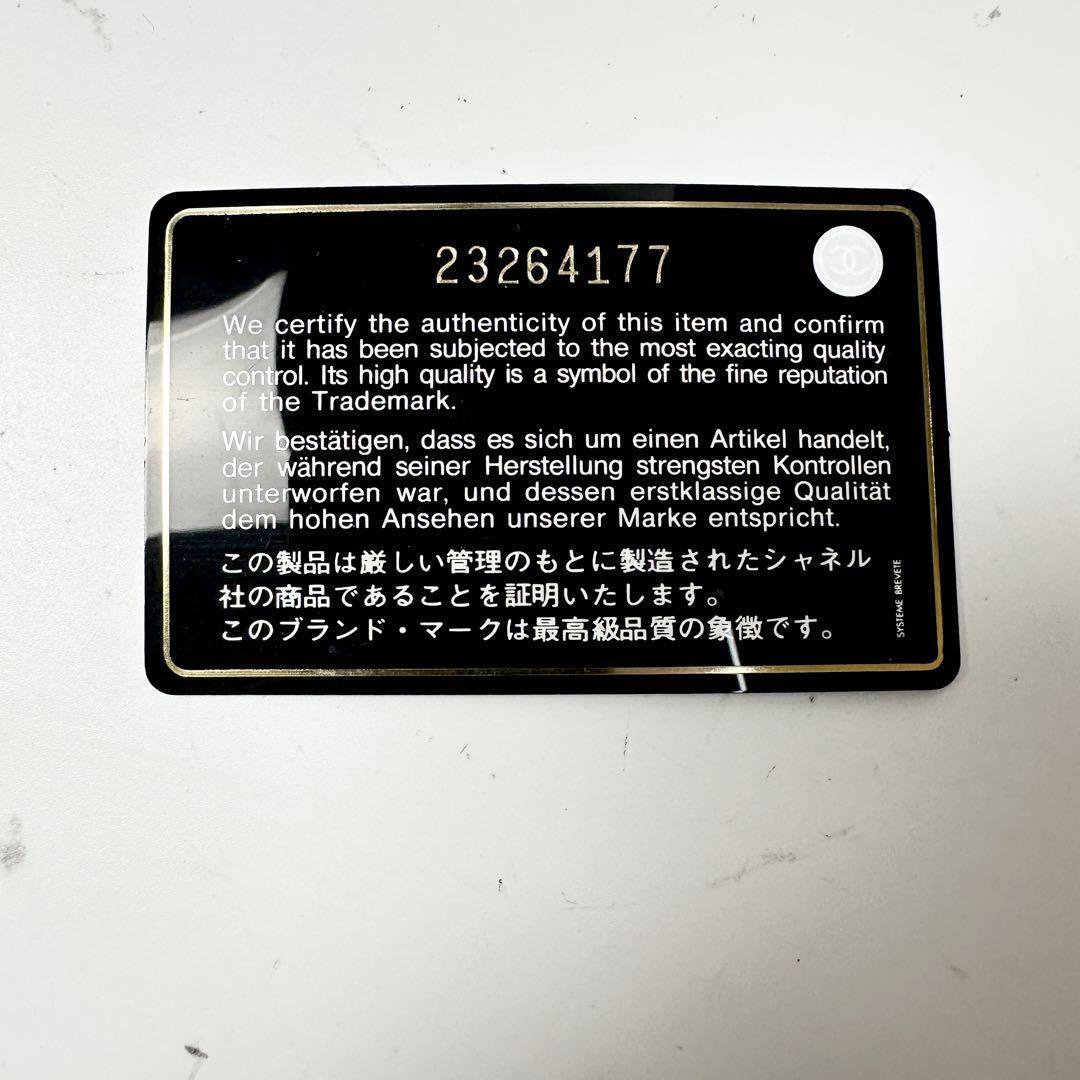 23264177
We certify the authenticity of this item and confirm
that it has been subjected to the most exacting quality
control. Its high quality is a symbol of the fine reputation
of the Trademark.
Wir bestätigen, dass es sich um einen Artikel handelt,
der während seiner Herstellung strengsten Kontrollen
unterworfen war, und dessen erstklassige Qualität
dem hohen Ansehen unserer Marke entspricht.
この製品は厳しい管理のもとに製造されたシャネル
社の商品であることを証明いたします。
このブランド・マークは最高級品質の象徴です。
SYSTEME BREVETE